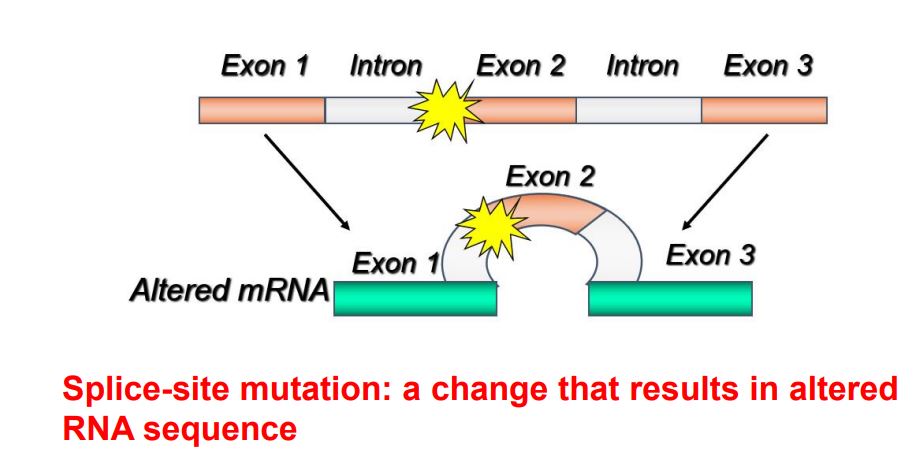 Exon 1 Intron Exon 2 Intron Exon 3
Exon 2
Exon 1 Exon 3
Altered mRNA
Splice-site mutation: a change that results in altered
RNA sequence